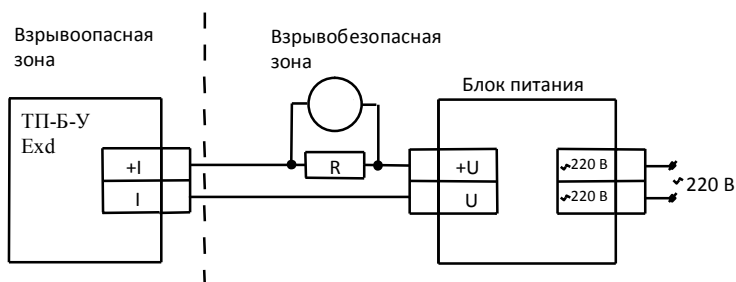 Взрывоопасная
зона
Взрывобезопасная
зона
Блок питания
ТП-Б-У
Exd
+I
I
R
+U
U
~220 В
~220 В
~220 В